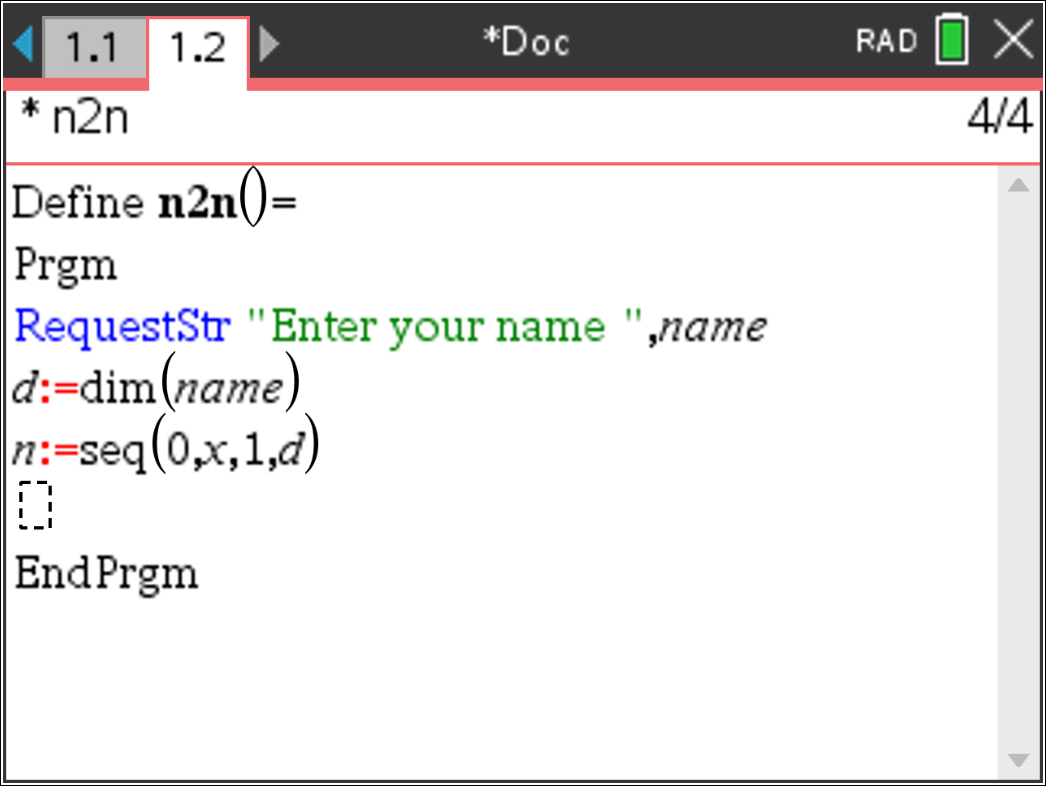 1.1 1.2 *Doc RAD
* n2n 4/4
Define n2n()=
Prgm
RequestStr "Enter your name ",name
d:=dim(name)
n:=seq(0,x,1,d)
EndPrgm